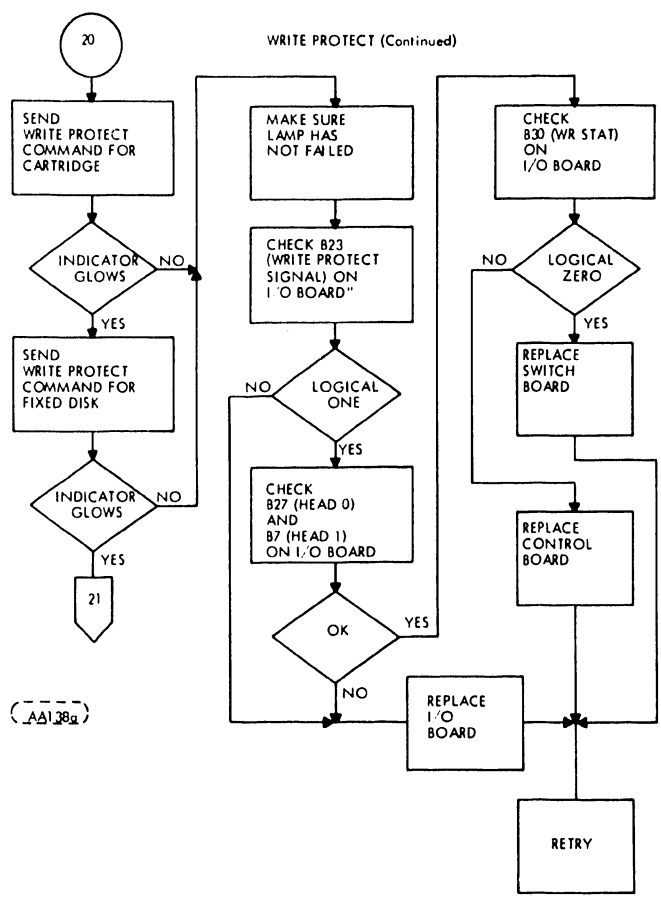 20
WRITE PROTECT (Continued)
SEND
WRITE PROTECT
COMMAND FOR
CARTRIDGE
INDICATOR
GLOWS
NO
YES
SEND
WRITE PROTECT
COMMAND FOR
FIXED DISK
INDICATOR
GLOWS
NO
YES
21
MAKE SURE
LAMP HAS
NOT FAILED
CHECK B23
(WRITE PROTECT
SIGNAL) ON
I/O BOARD"
LOGICAL
ONE
NO
YES
CHECK
B27 (HEAD 0)
AND
B7 (HEAD 1)
ON I/O BOARD
OK
YES
NO
REPLACE
I/O
BOARD
CHECK
B30 (WR STAT)
ON
I/O BOARD
LOGICAL
ZERO
NO
YES
REPLACE
SWITCH
BOARD
REPLACE
CONTROL
BOARD
RETRY
AA138a